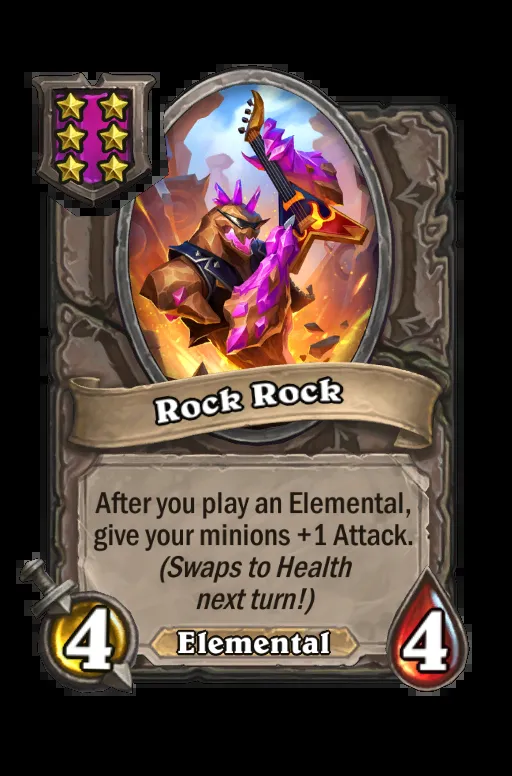 Rock Rock
After you play an Elemental,
give your minions +1 Attack.
(Swaps to Health
next turn!)
4
Elemental
4